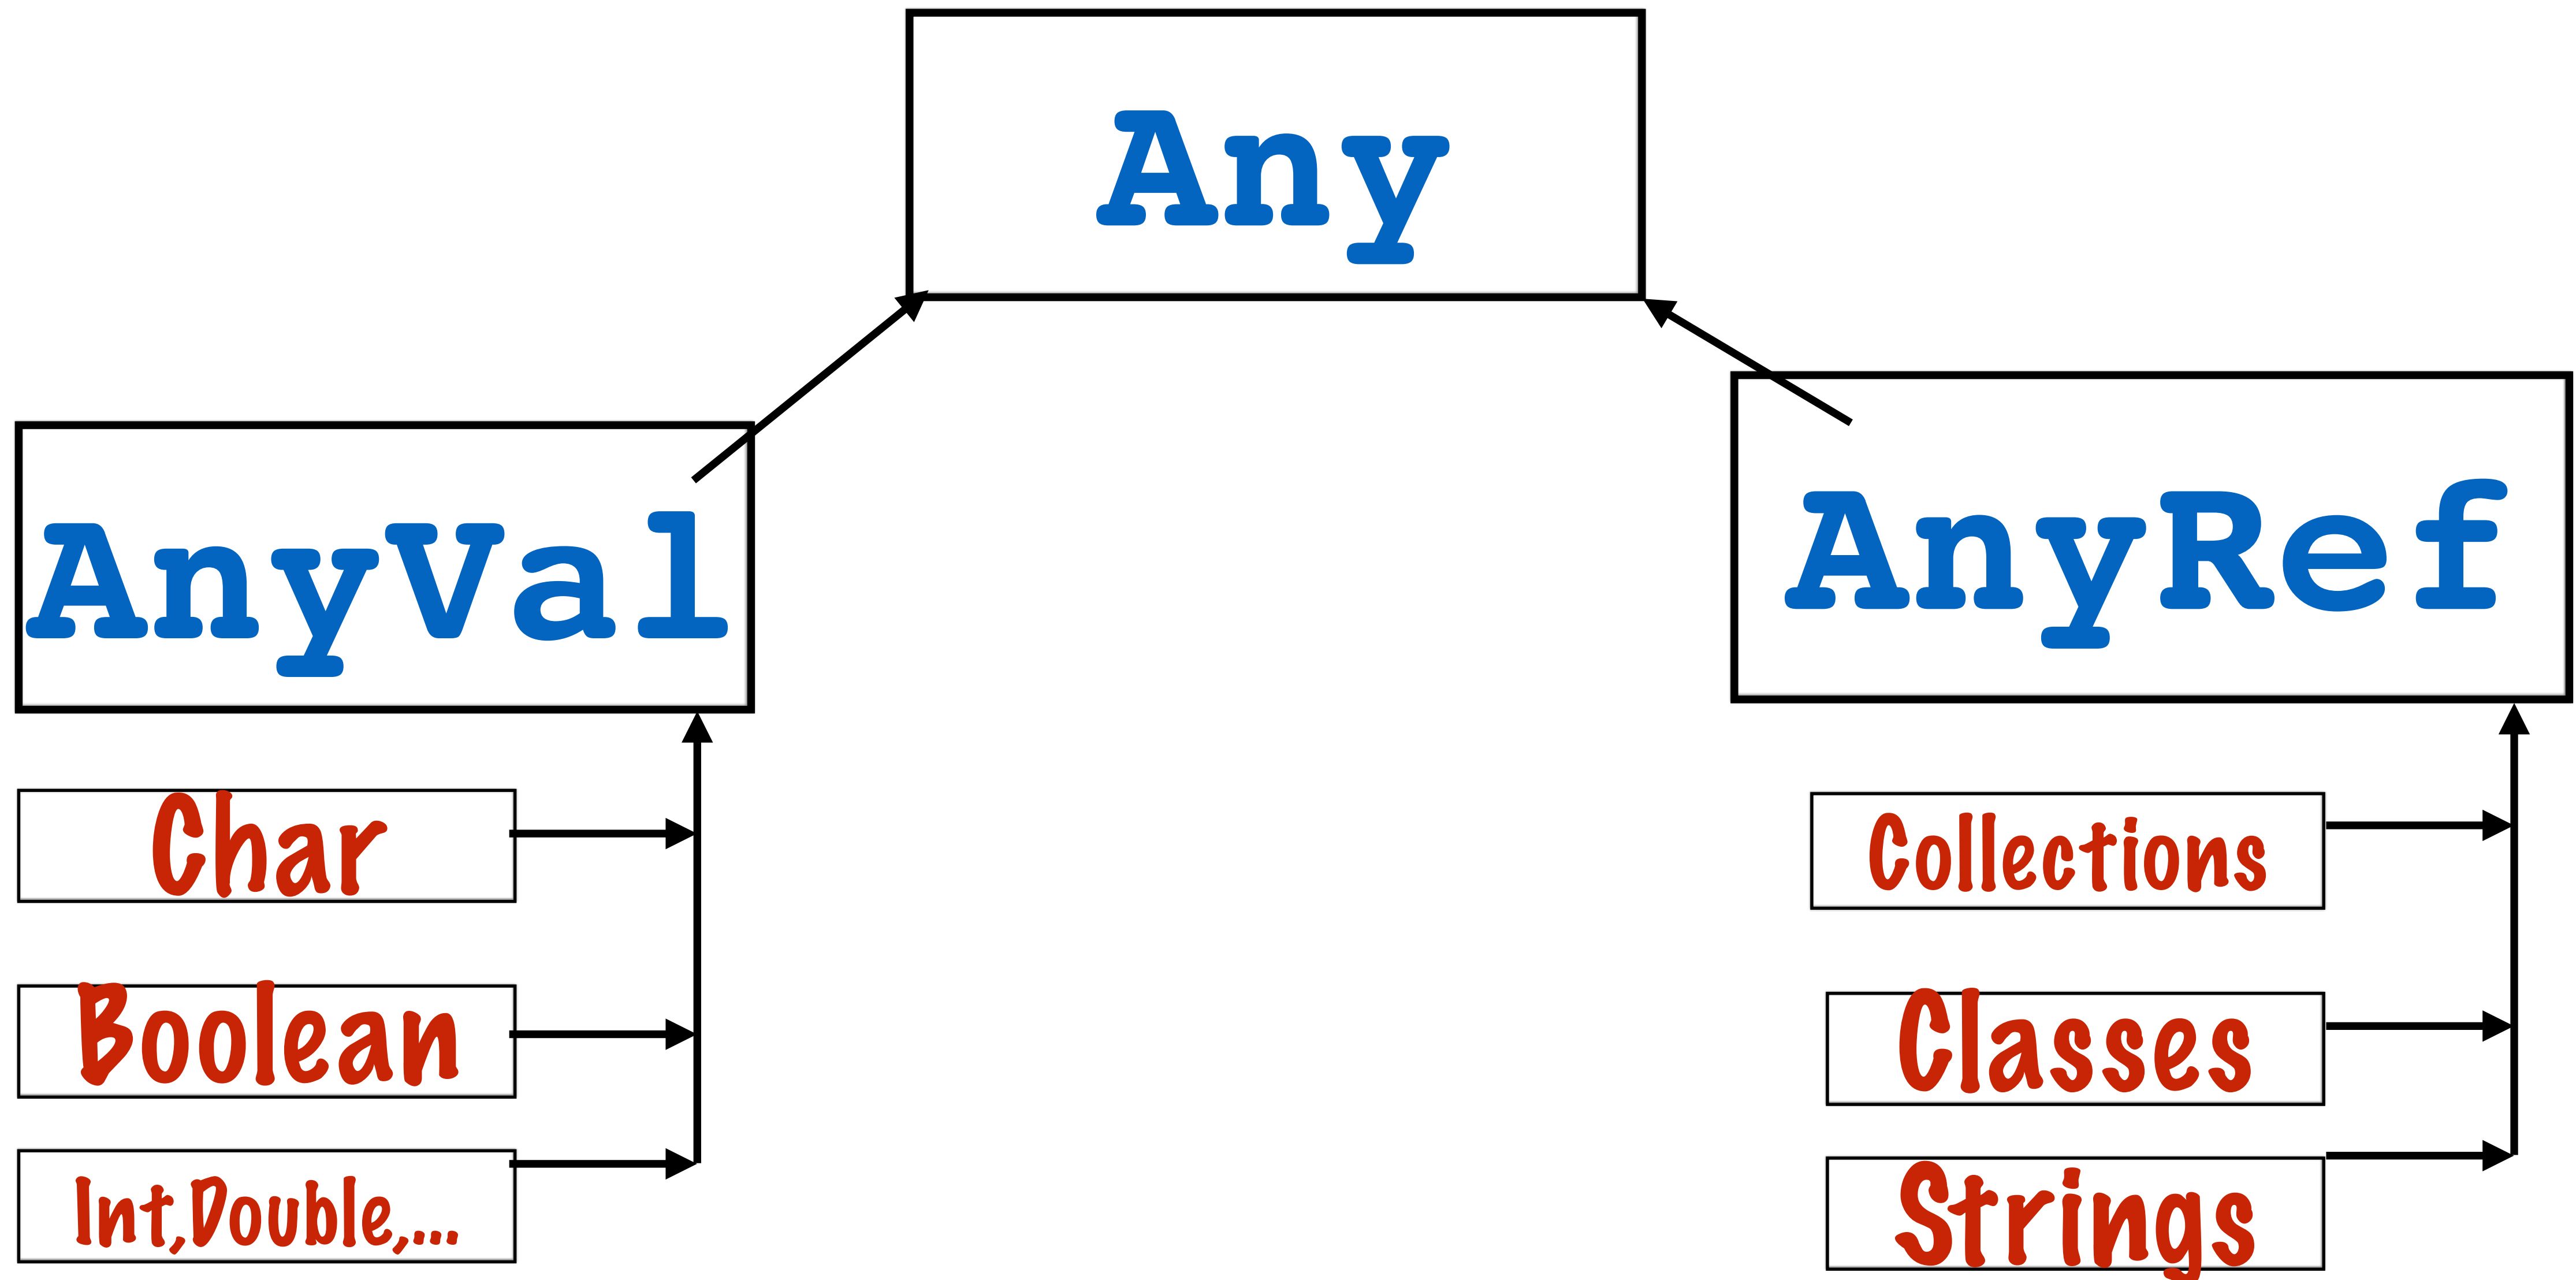 Any
AnyVal
AnyRef
Char
Collections
Boolean
Classes
Int,Double,...
Strings